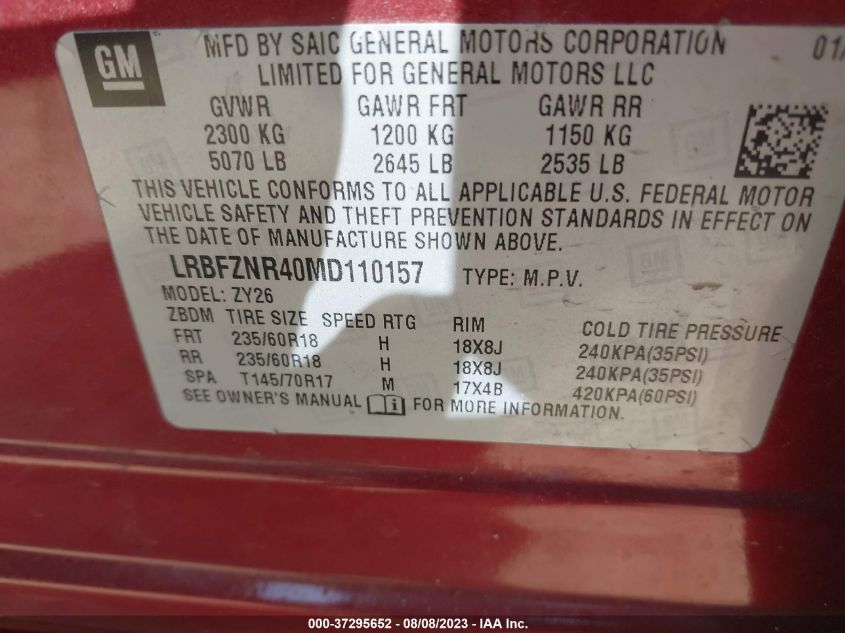 GM
MFD BY SAIC GENERAL MOTORS CORPORATION 01/
LIMITED FOR GENERAL MOTORS LLC
GVWR GAWR FRT GAWR RR
2300 KG 1200 KG 1150 KG
5070 LB 2645 LB 2535 LB
THIS VEHICLE CONFORMS TO ALL APPLICABLE U.S. FEDERAL MOTOR
VEHICLE SAFETY AND THEFT PREVENTION STANDARDS IN EFFECT ON
THE DATE OF MANUFACTURE SHOWN ABOVE.
LRBFZNR40MD110157 TYPE: M.P.V.
MODEL: ZY26
ZBDM TIRE SIZE SPEED RTG RIM COLD TIRE PRESSURE
FRT 235/60R18 H 18X8J 240KPA(35PSI)
RR 235/60R18 H 18X8J 240KPA(35PSI)
SPA T145/70R17 M 17X4B 420KPA(60PSI)
SEE OWNER'S MANUAL i FOR MORE INFORMATION.
000-37295652 - 08/08/2023 - IAA Inc.